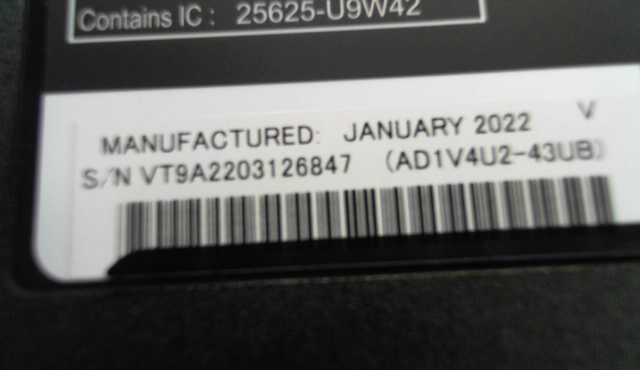 Contains IC : 25625-U9W42
MANUFACTURED: JANUARY 2022 V
S/N VT9A2203126847 (AD1V4U2-43UB)